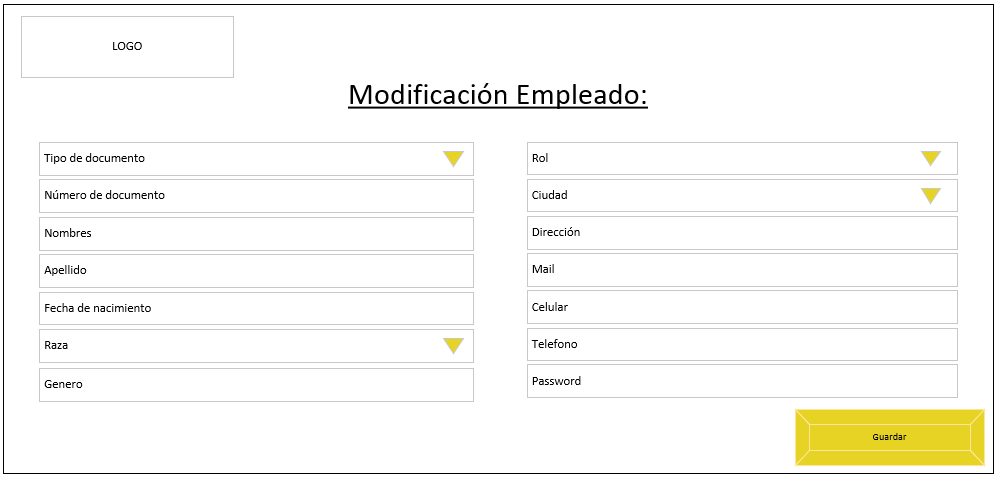 LOGO
Modificación Empleado:
Tipo de documento
Número de documento
Nombres
Apellido
Fecha de nacimiento
Raza
Genero
Rol
Ciudad
Dirección
Mail
Celular
Telefono
Password
Guardar